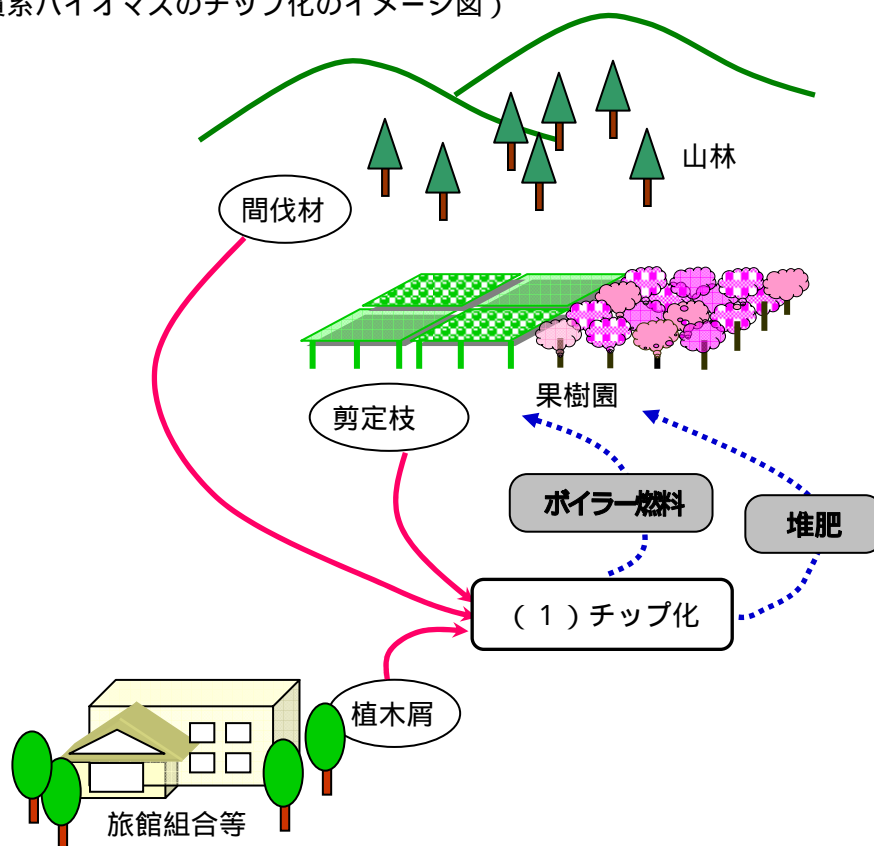 質系バイオマスのチップ化のイメージ図）
山林
間伐材
果樹園
剪定枝
ボイラー燃料
堆肥
（１）チップ化
植木屑
旅館組合等